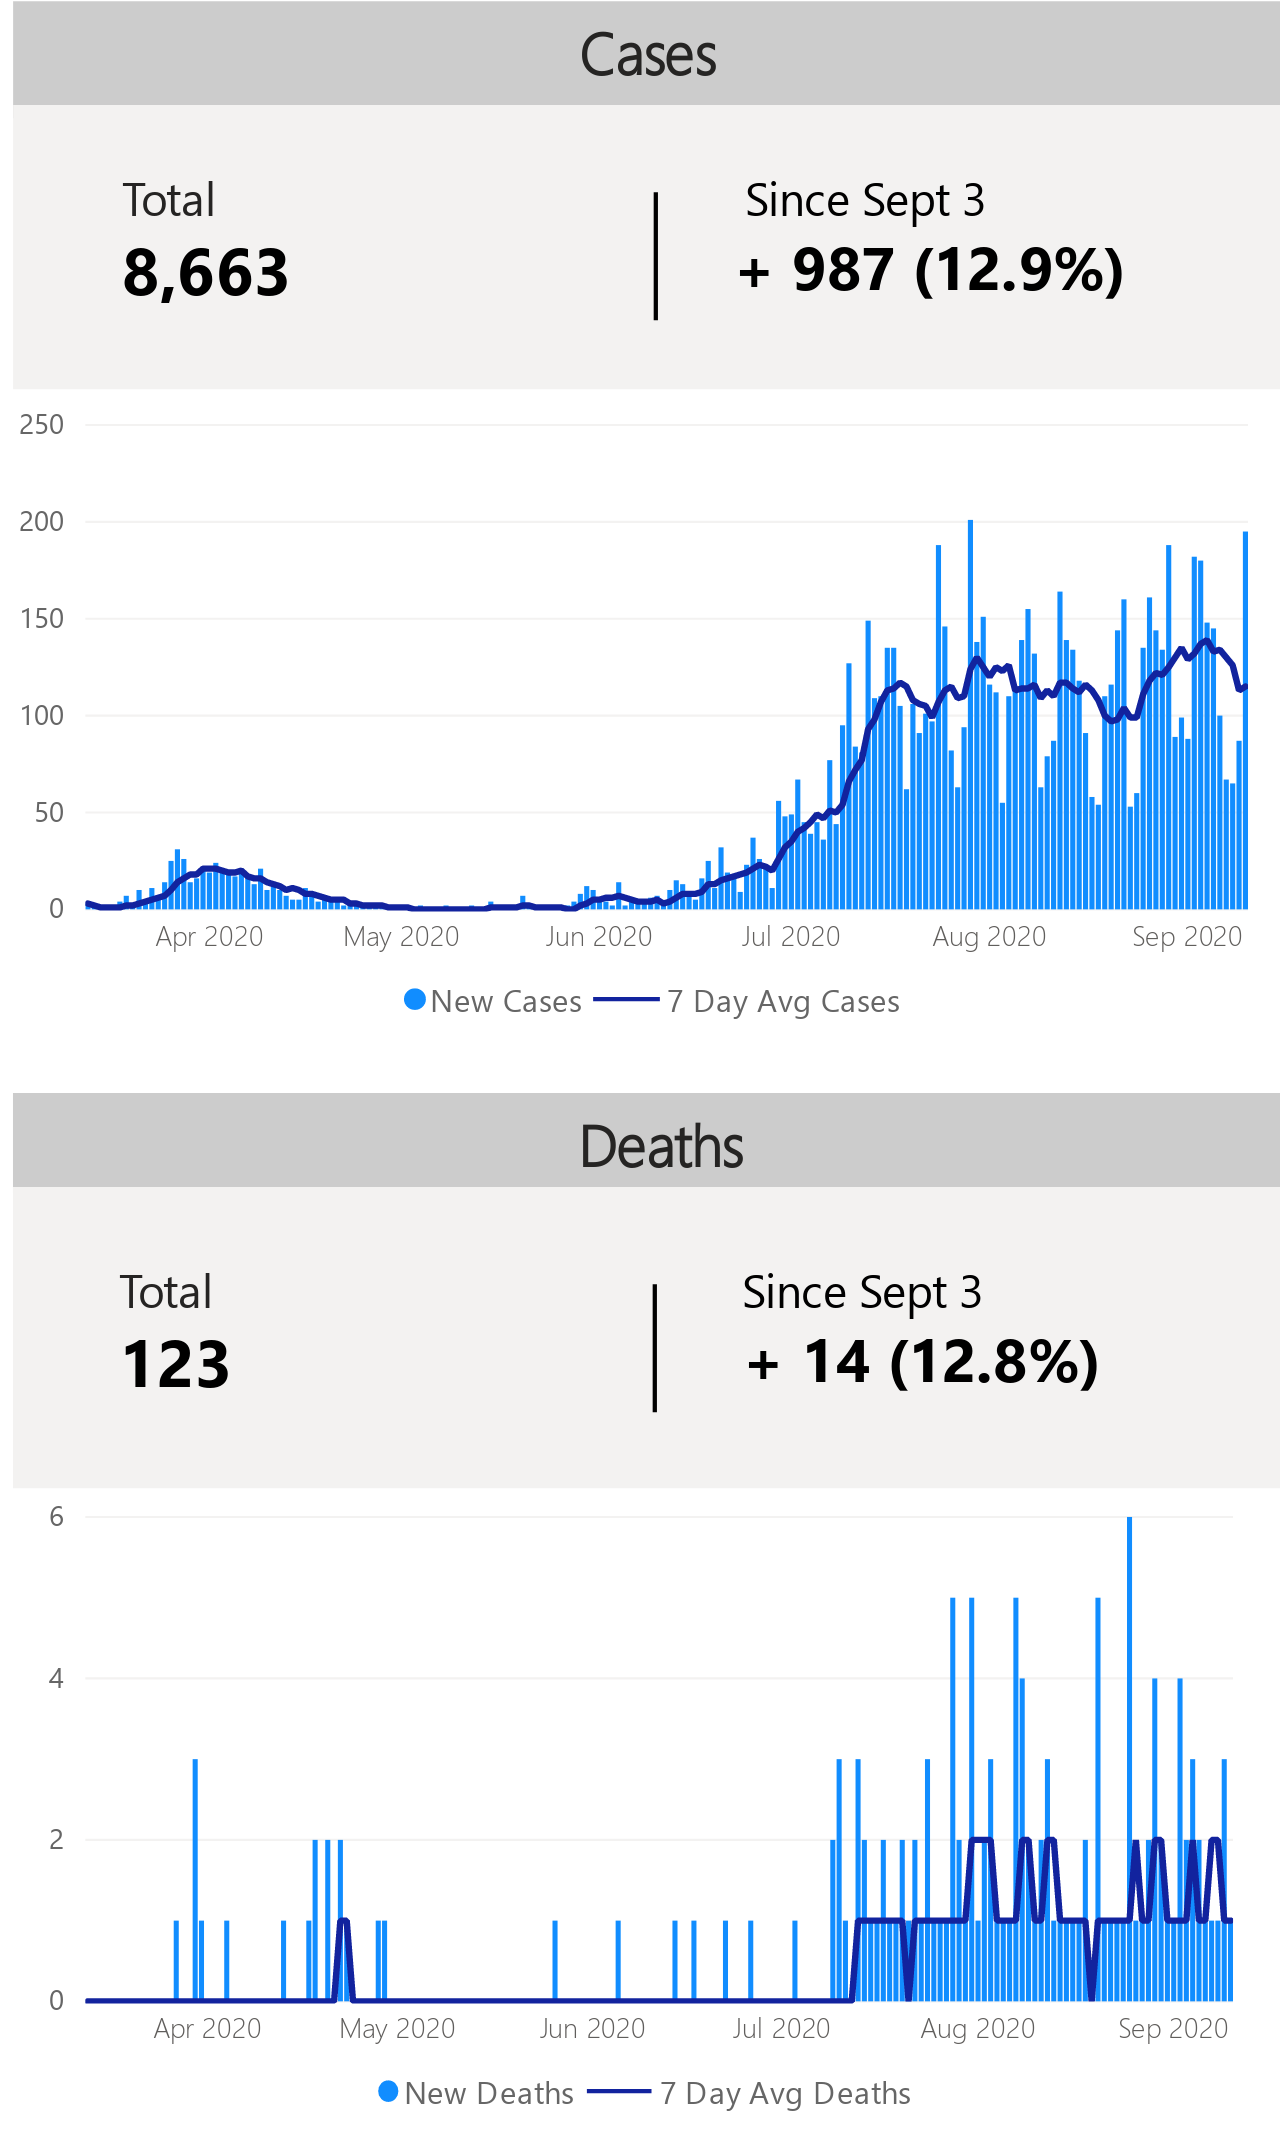 Cases
Total
Since Sept 3
8,663
+ 987 (12.9%)
250
200
150
100
50
0
Apr 2020 May 2020 Jun 2020 Jul 2020 Aug 2020 Sep 2020
New Cases 7 Day Avg Cases
Deaths
Total
Since Sept 3
123
+ 14 (12.8%)
6
4
2
0
Apr 2020 May 2020 Jun 2020 Jul 2020 Aug 2020 Sep 2020
New Deaths 7 Day Avg Deaths